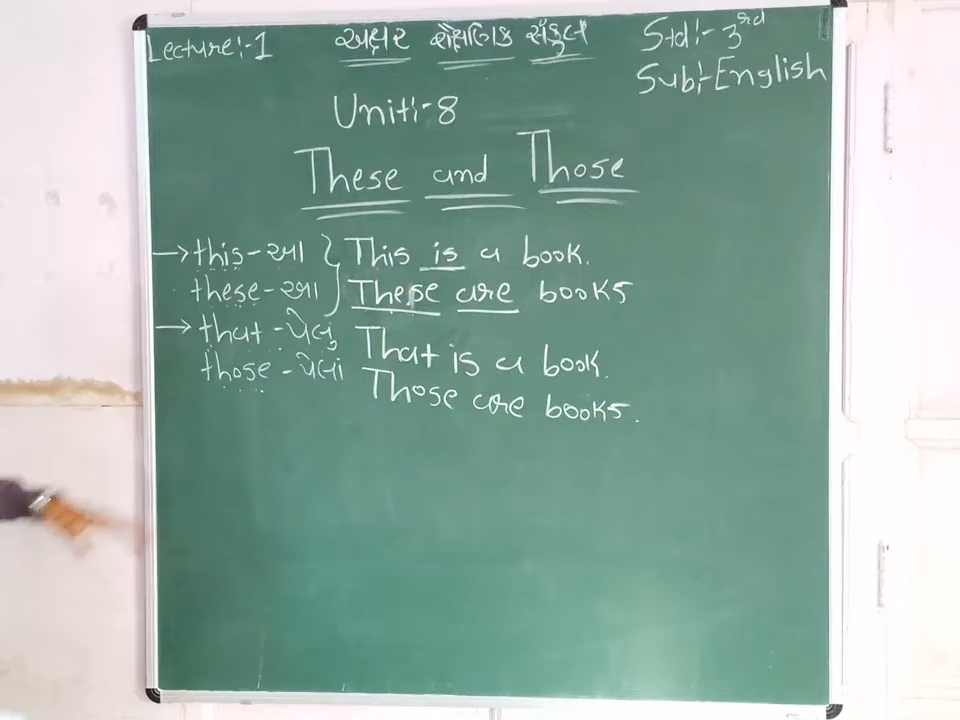 Lecture:-1
અક્ષર શૈક્ષણિક સંકુલ
Std:- 3rd
Sub:-English
Unit:-8
These and Those
→this-આ } This is a book.
these-આ } These are books
→that-પેલું That is a book.
those-પેલાં Those are books.